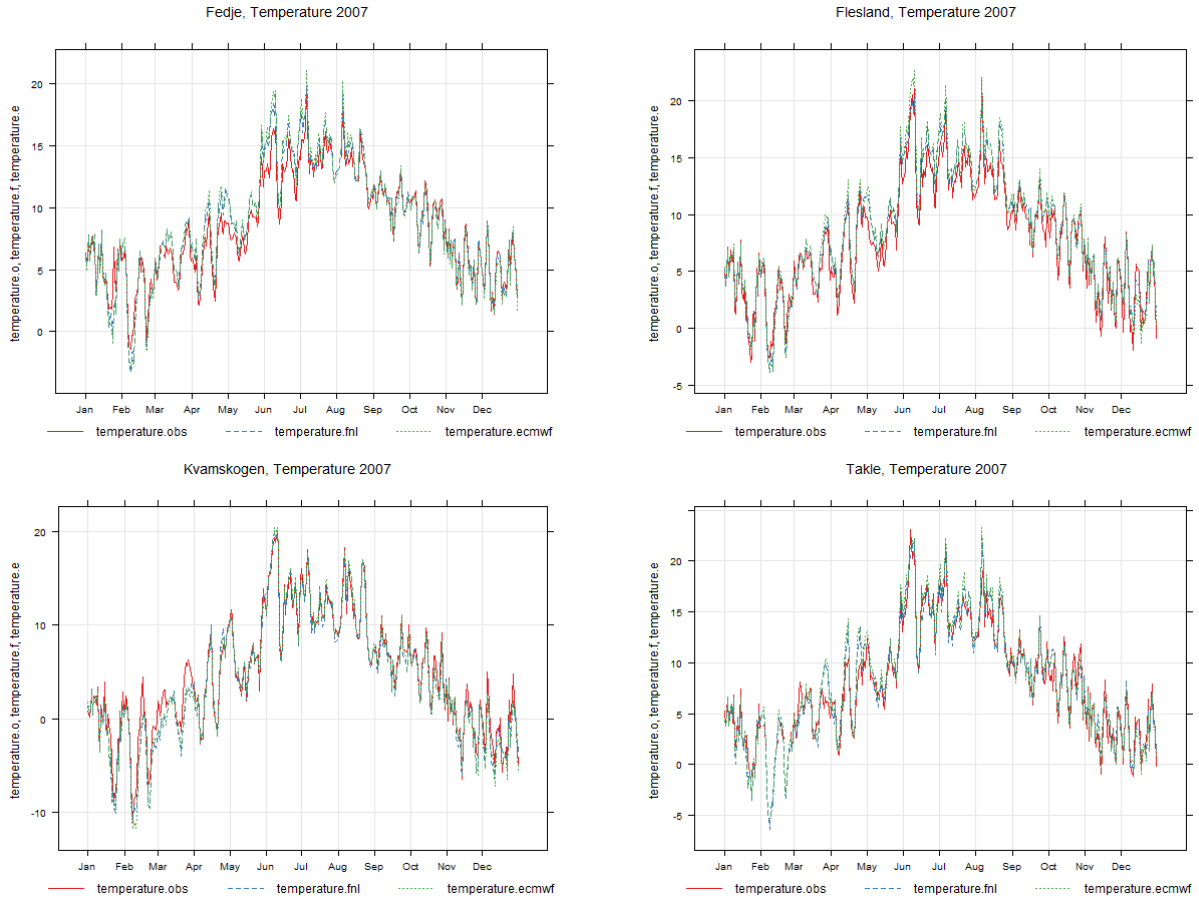 Fedje, Temperature 2007
temperature.o, temperature.f, temperature.e
20
15
10
5
0
Jan Feb Mar Apr May Jun Jul Aug Sep Oct Nov Dec
temperature.obs temperature.fnl temperature.ecmwf
Flesland, Temperature 2007
temperature.o, temperature.f, temperature.e
20
15
10
5
0
-5
Jan Feb Mar Apr May Jun Jul Aug Sep Oct Nov Dec
temperature.obs temperature.fnl temperature.ecmwf
Kvamskogen, Temperature 2007
temperature.o, temperature.f, temperature.e
20
10
0
-10
Jan Feb Mar Apr May Jun Jul Aug Sep Oct Nov Dec
temperature.obs temperature.fnl temperature.ecmwf
Takle, Temperature 2007
temperature.o, temperature.f, temperature.e
20
15
10
5
0
-5
Jan Feb Mar Apr May Jun Jul Aug Sep Oct Nov Dec
temperature.obs temperature.fnl temperature.ecmwf